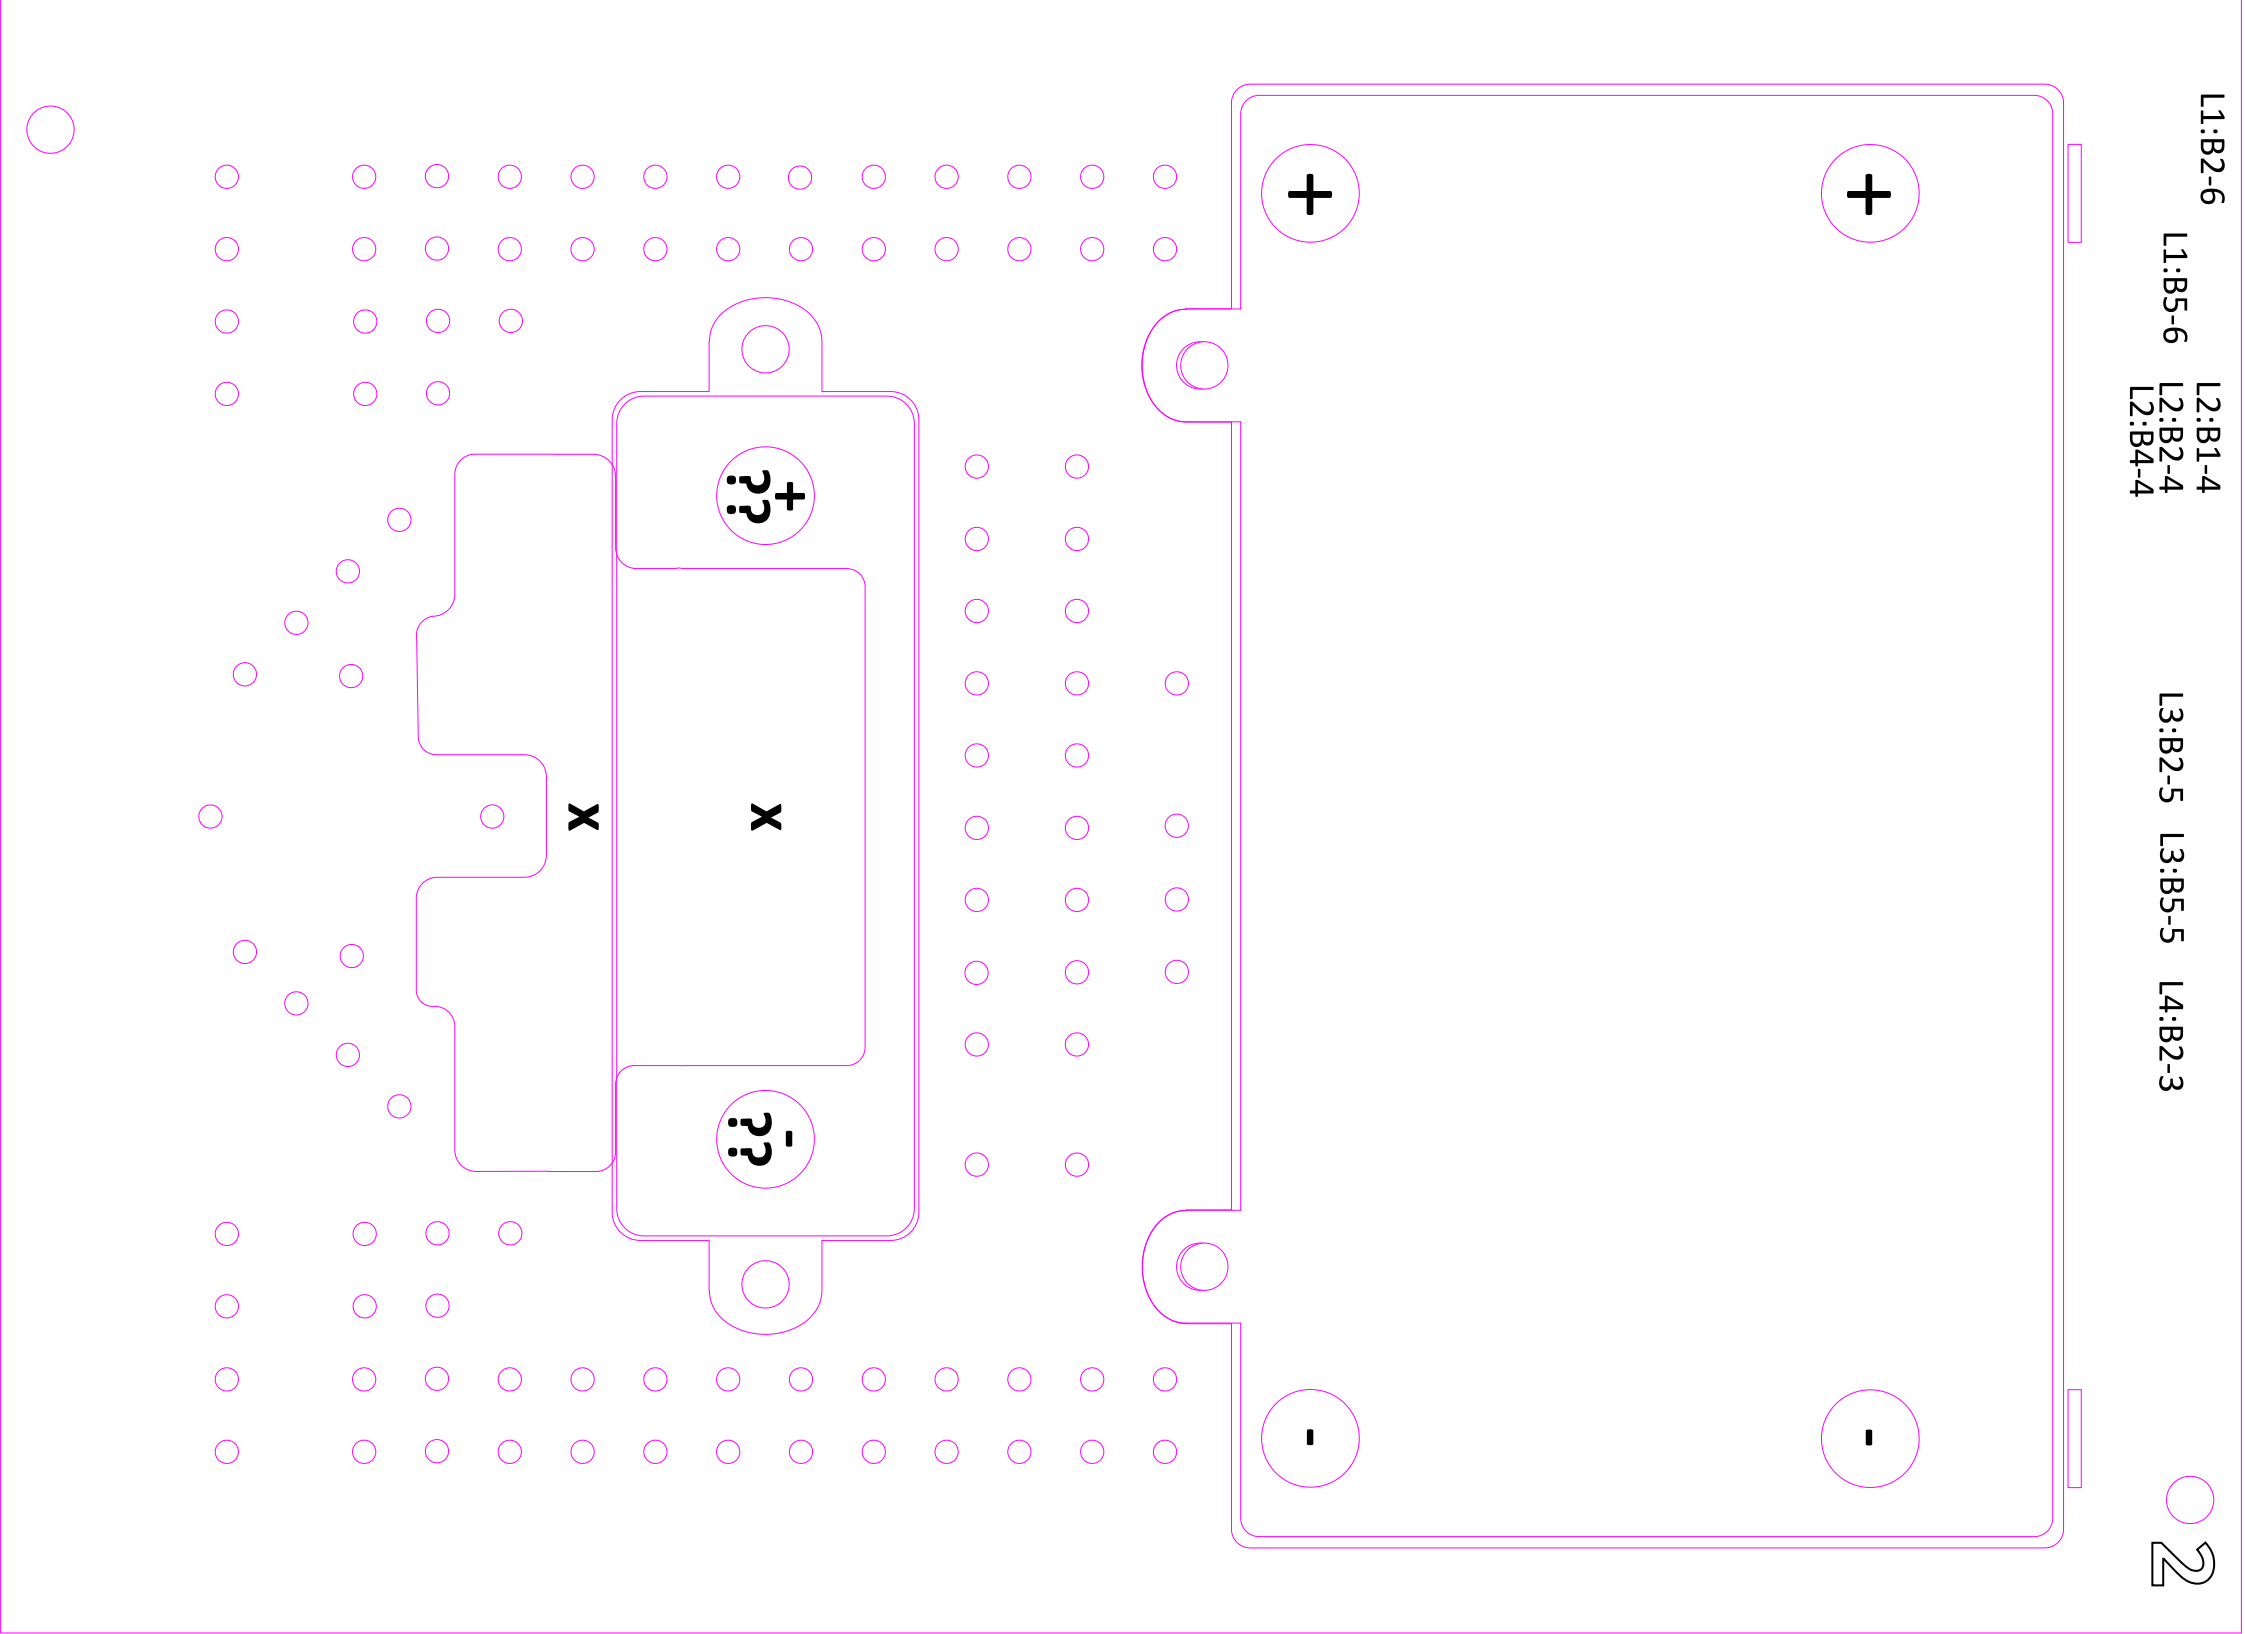 L1:B2-6
L1:B5-6
L2:B1-4
L2:B2-4
L2:B4-4
L3:B2-5
L3:B5-5
L4:B2-3
+
+
+
??
x
x
-
??
-
-
2